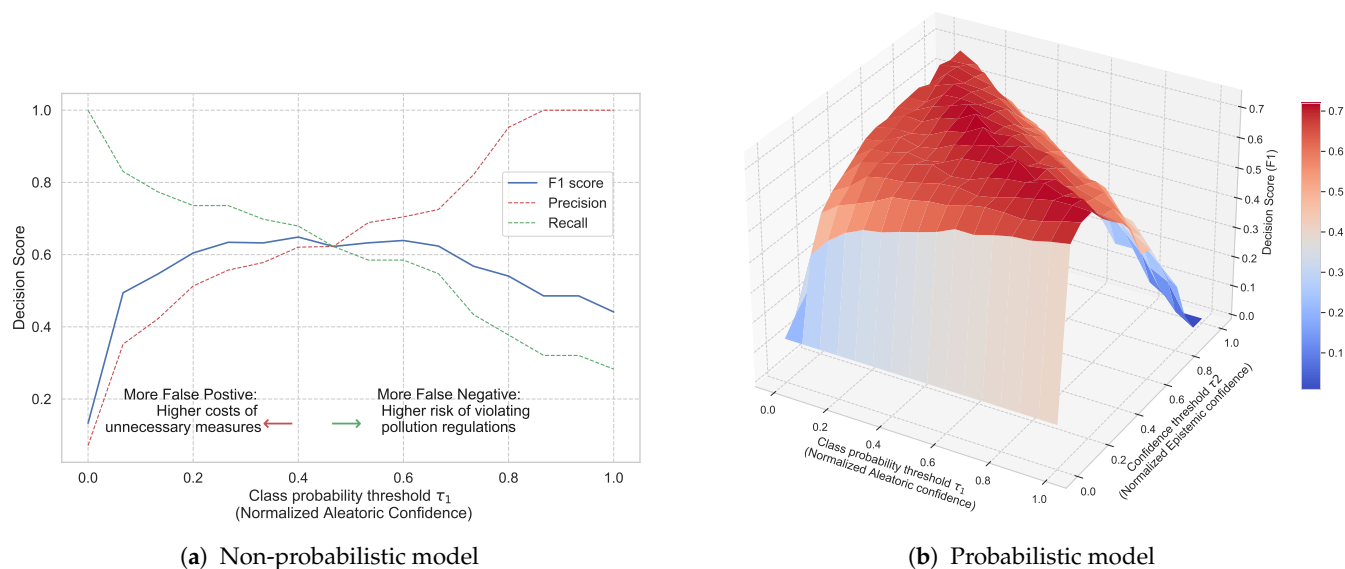 1.0
0.8
0.6
0.4
0.2
Decision Score
F1 score
Precision
Recall
More False Postive:
Higher costs of
unnecessary measures
More False Negative:
Higher risk of violating
pollution regulations
0.0 0.2 0.4 0.6 0.8 1.0
Class probability threshold τ1
(Normalized Aleatoric Confidence)
(a) Non-probabilistic model
0.7
0.6
0.5
0.4
0.3
0.2
0.1
0.0
Decision Score (F1)
0.0 0.2 0.4 0.6 0.8 1.0
Class probability threshold τ1
(Normalized Aleatoric confidence)
0.0 0.2 0.4 0.6 0.8 1.0
Confidence threshold τ2
(Normalized Epistemic confidence)
0.7
0.6
0.5
0.4
0.3
0.2
0.1
(b) Probabilistic model